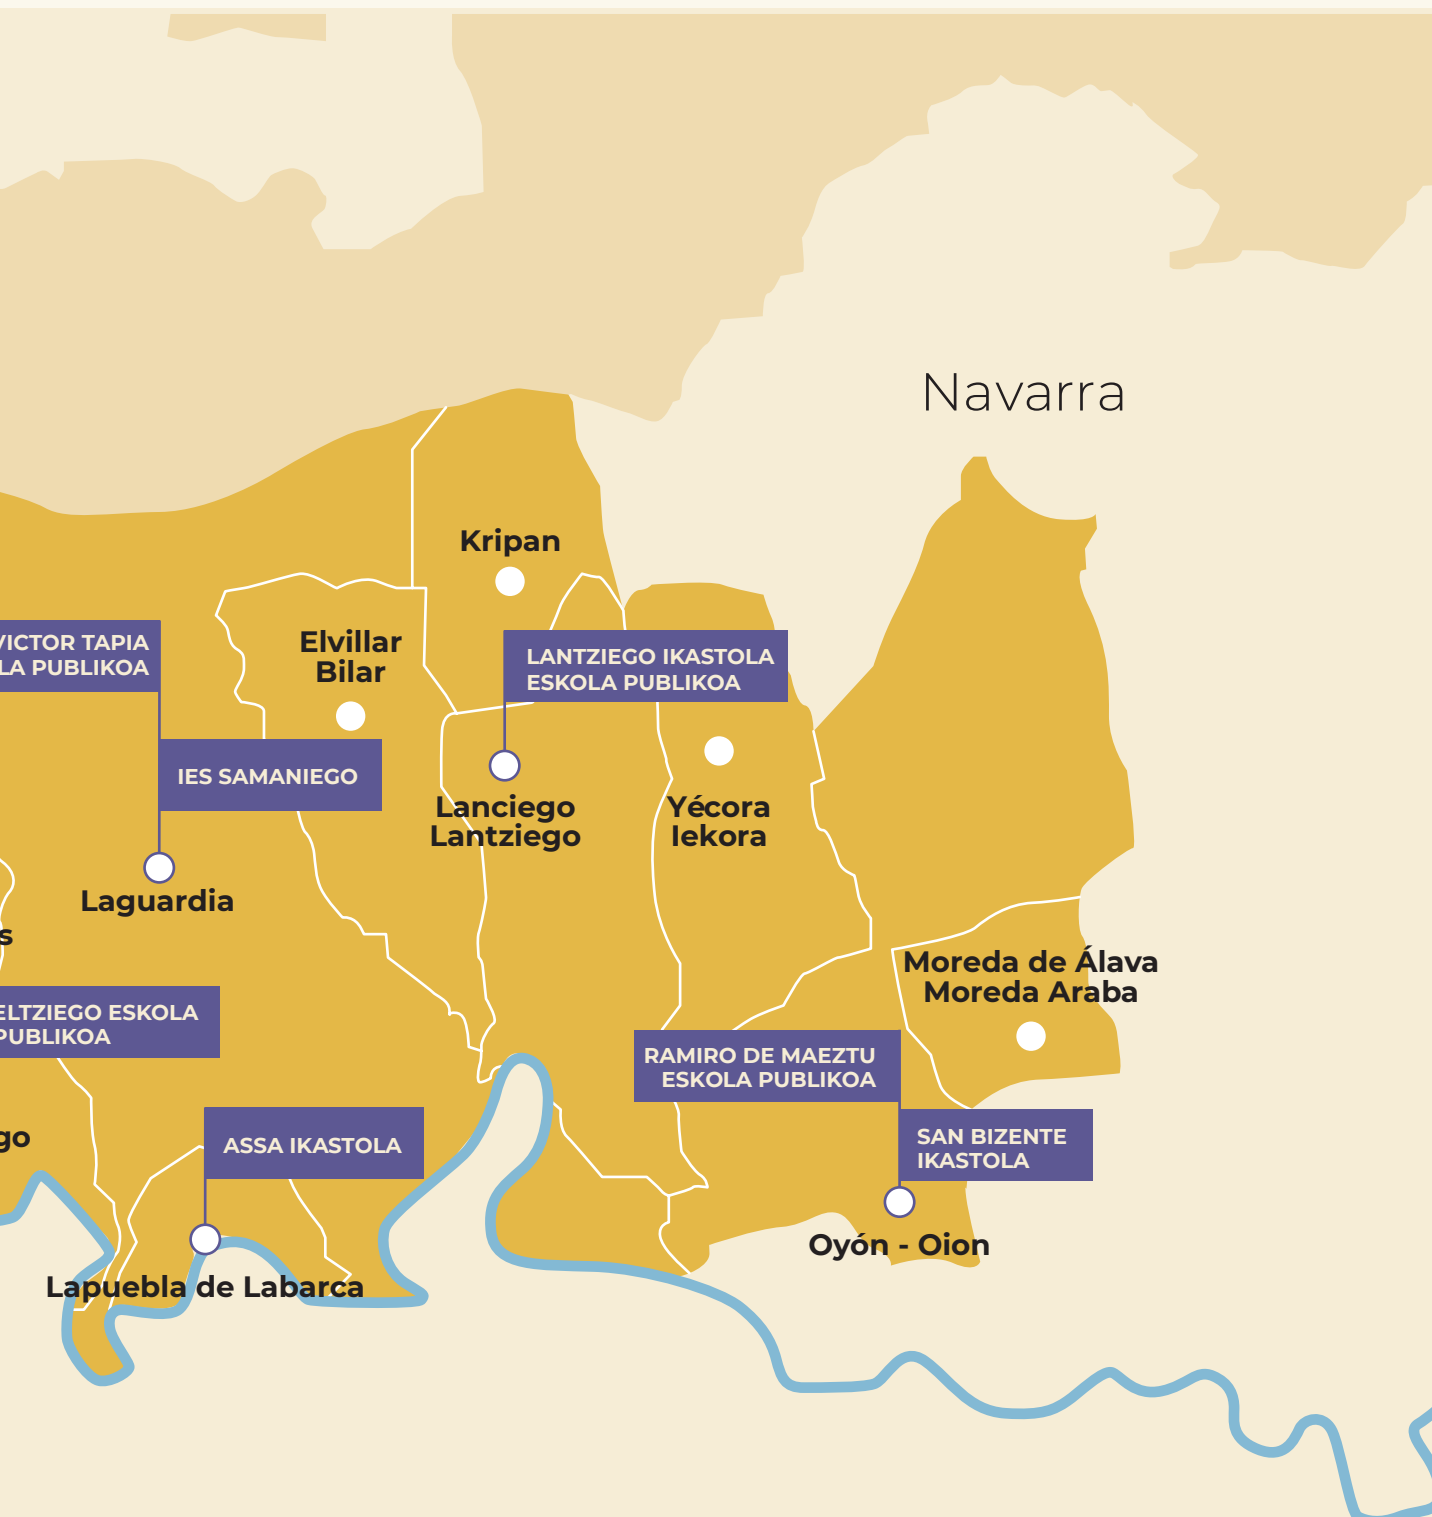 Navarra
Kripan
Elvillar
Bilar
VICTOR TAPIA
LA PUBLIKOA
LANTZIEGO IKASTOLA
ESKOLA PUBLIKOA
IES SAMANIEGO
Lanciego
Lantziego
Yécora
Iekora
Laguardia
s
Moreda de Álava
Moreda Araba
ELTZIEGO ESKOLA
PUBLIKOA
RAMIRO DE MAEZTU
ESKOLA PUBLIKOA
go
ASSA IKASTOLA
SAN BIZENTE
IKASTOLA
Oyón - Oion
Lapuebla de Labarca